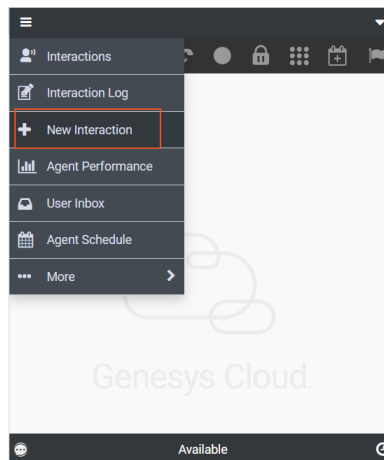 Interactions
Interaction Log
New Interaction
Agent Performance
User Inbox
Agent Schedule
More
Genesys Cloud.
Available